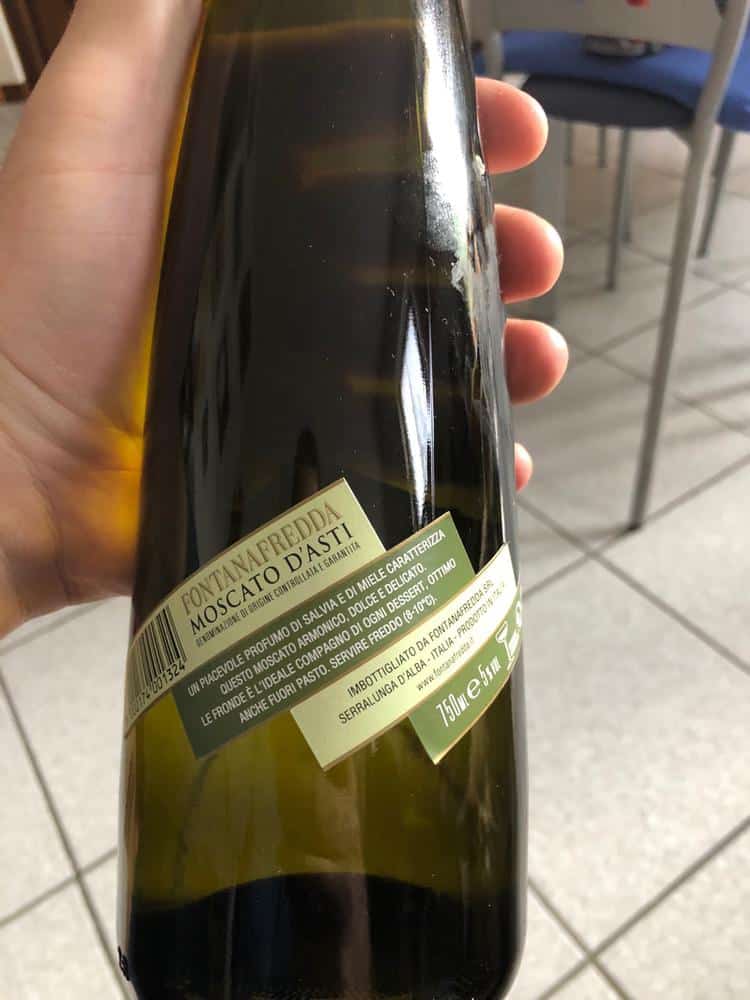 FONTANAFREDDA
MOSCATO D'ASTI
DENOMINAZIONE DI ORIGINE CONTROLLATA E GARANTITA
UN PIACEVOLE PROFUMO DI SALVIA E DI MIELE CARATTERIZZA
QUESTO MOSCATO ARMONICO, DOLCE E DELICATO.
LE FRONDE È L'IDEALE COMPAGNO DI OGNI DESSERT. OTTIMO
ANCHE FUORI PASTO. SERVIRE FREDDO (8-10°C).
IMBOTTIGLIATO DA FONTANAFREDDA SRL
SERRALUNGA D'ALBA - ITALIA - PRODOTTO IN ITALIA
www.fontanafredda.it
750ml e 5% vol
001324